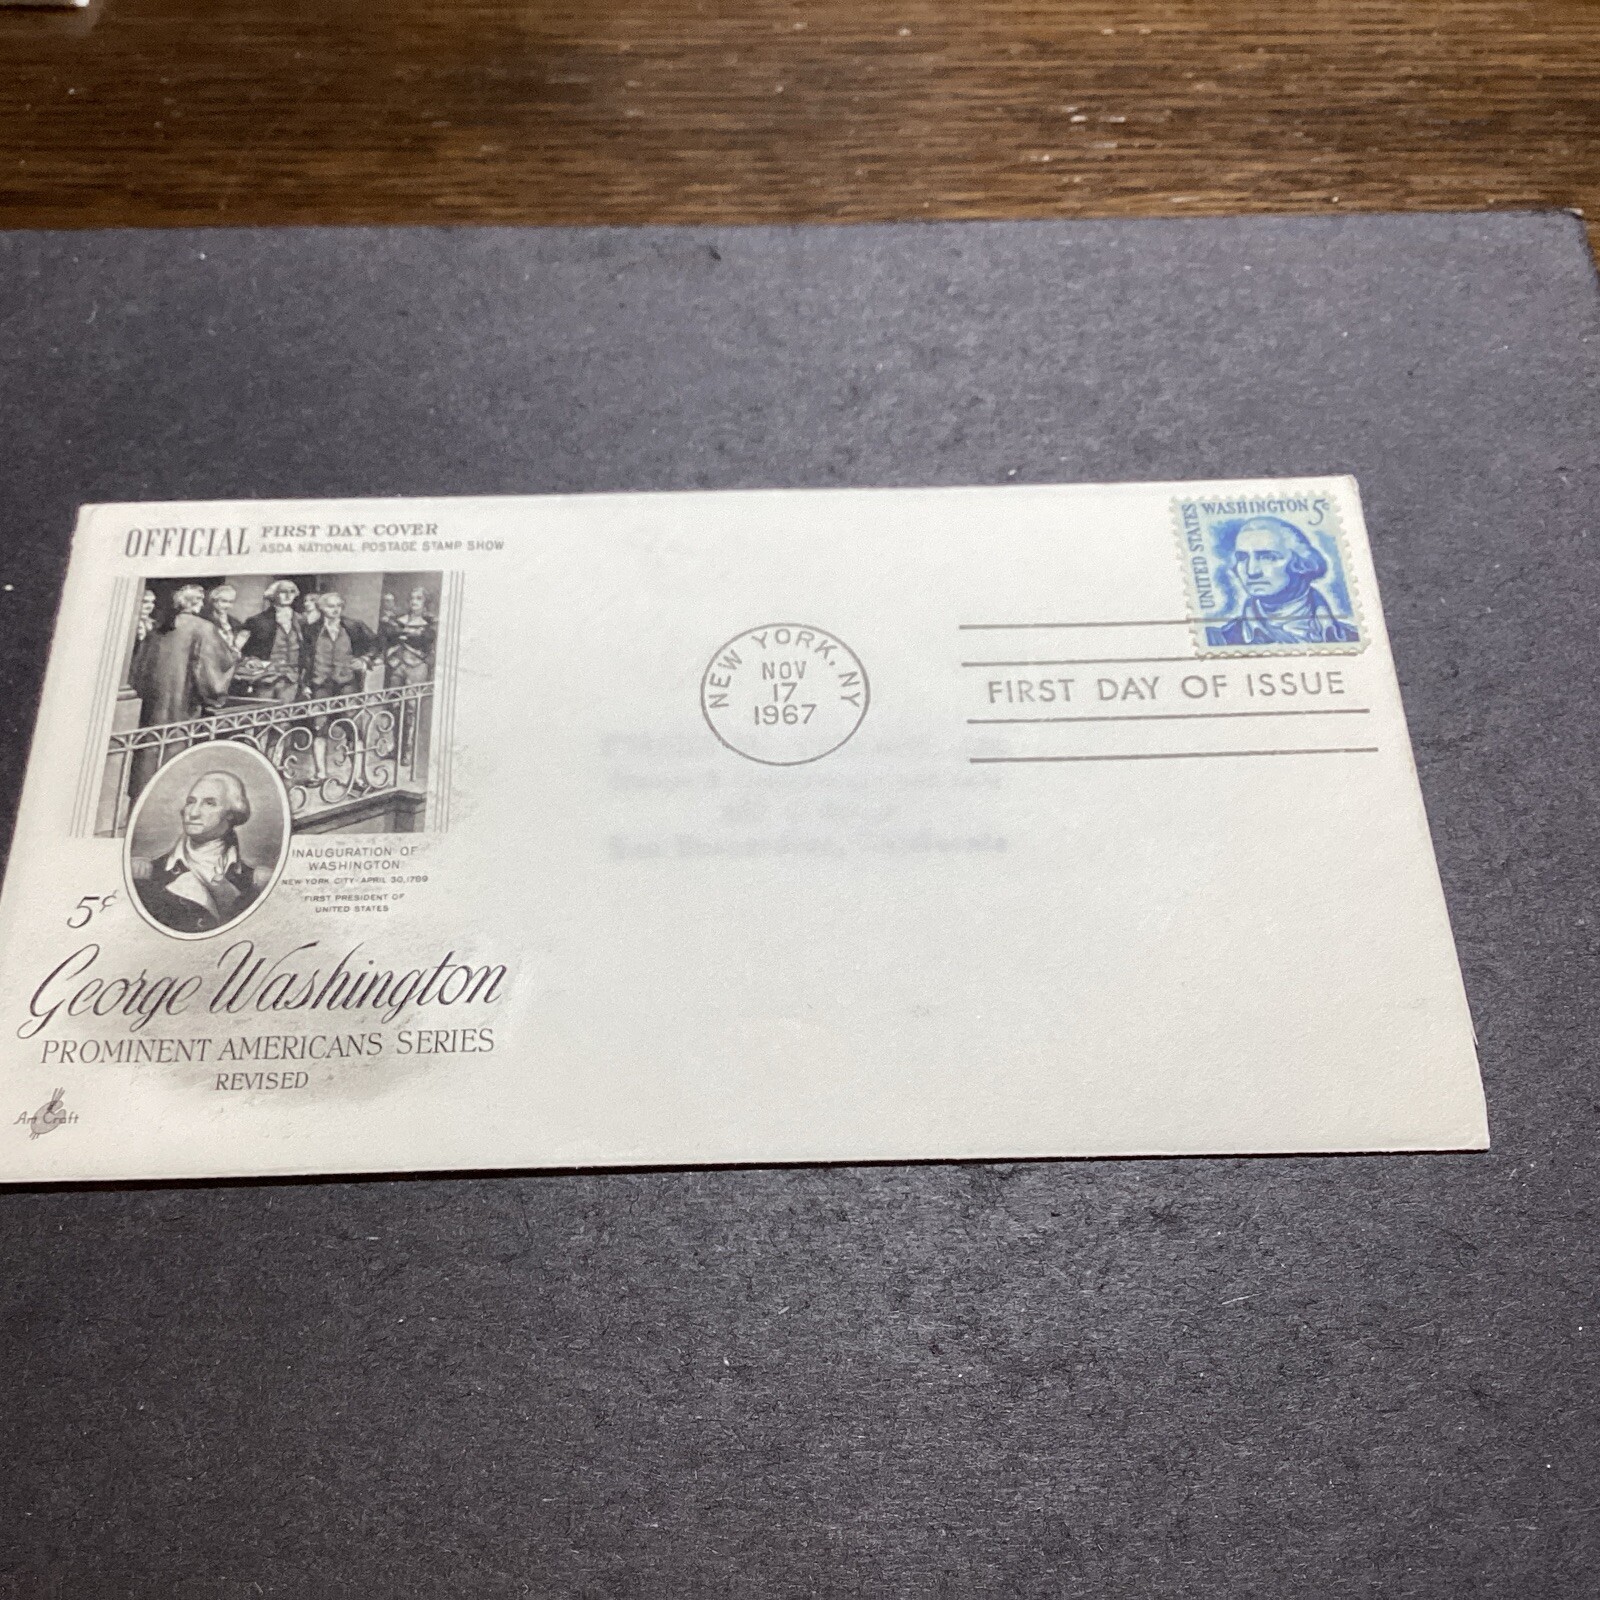 OFFICIAL FIRST DAY COVER
ASDA NATIONAL POSTAGE STAMP SHOW
UNITED STATES
WASHINGTON 5c
NEW YORK, NY
NOV
17
1967
FIRST DAY OF ISSUE
INAUGURATION OF
WASHINGTON
NEW YORK CITY - APRIL 30, 1789
FIRST PRESIDENT OF
UNITED STATES
5¢
George Washington
PROMINENT AMERICANS SERIES
REVISED
Art Craft